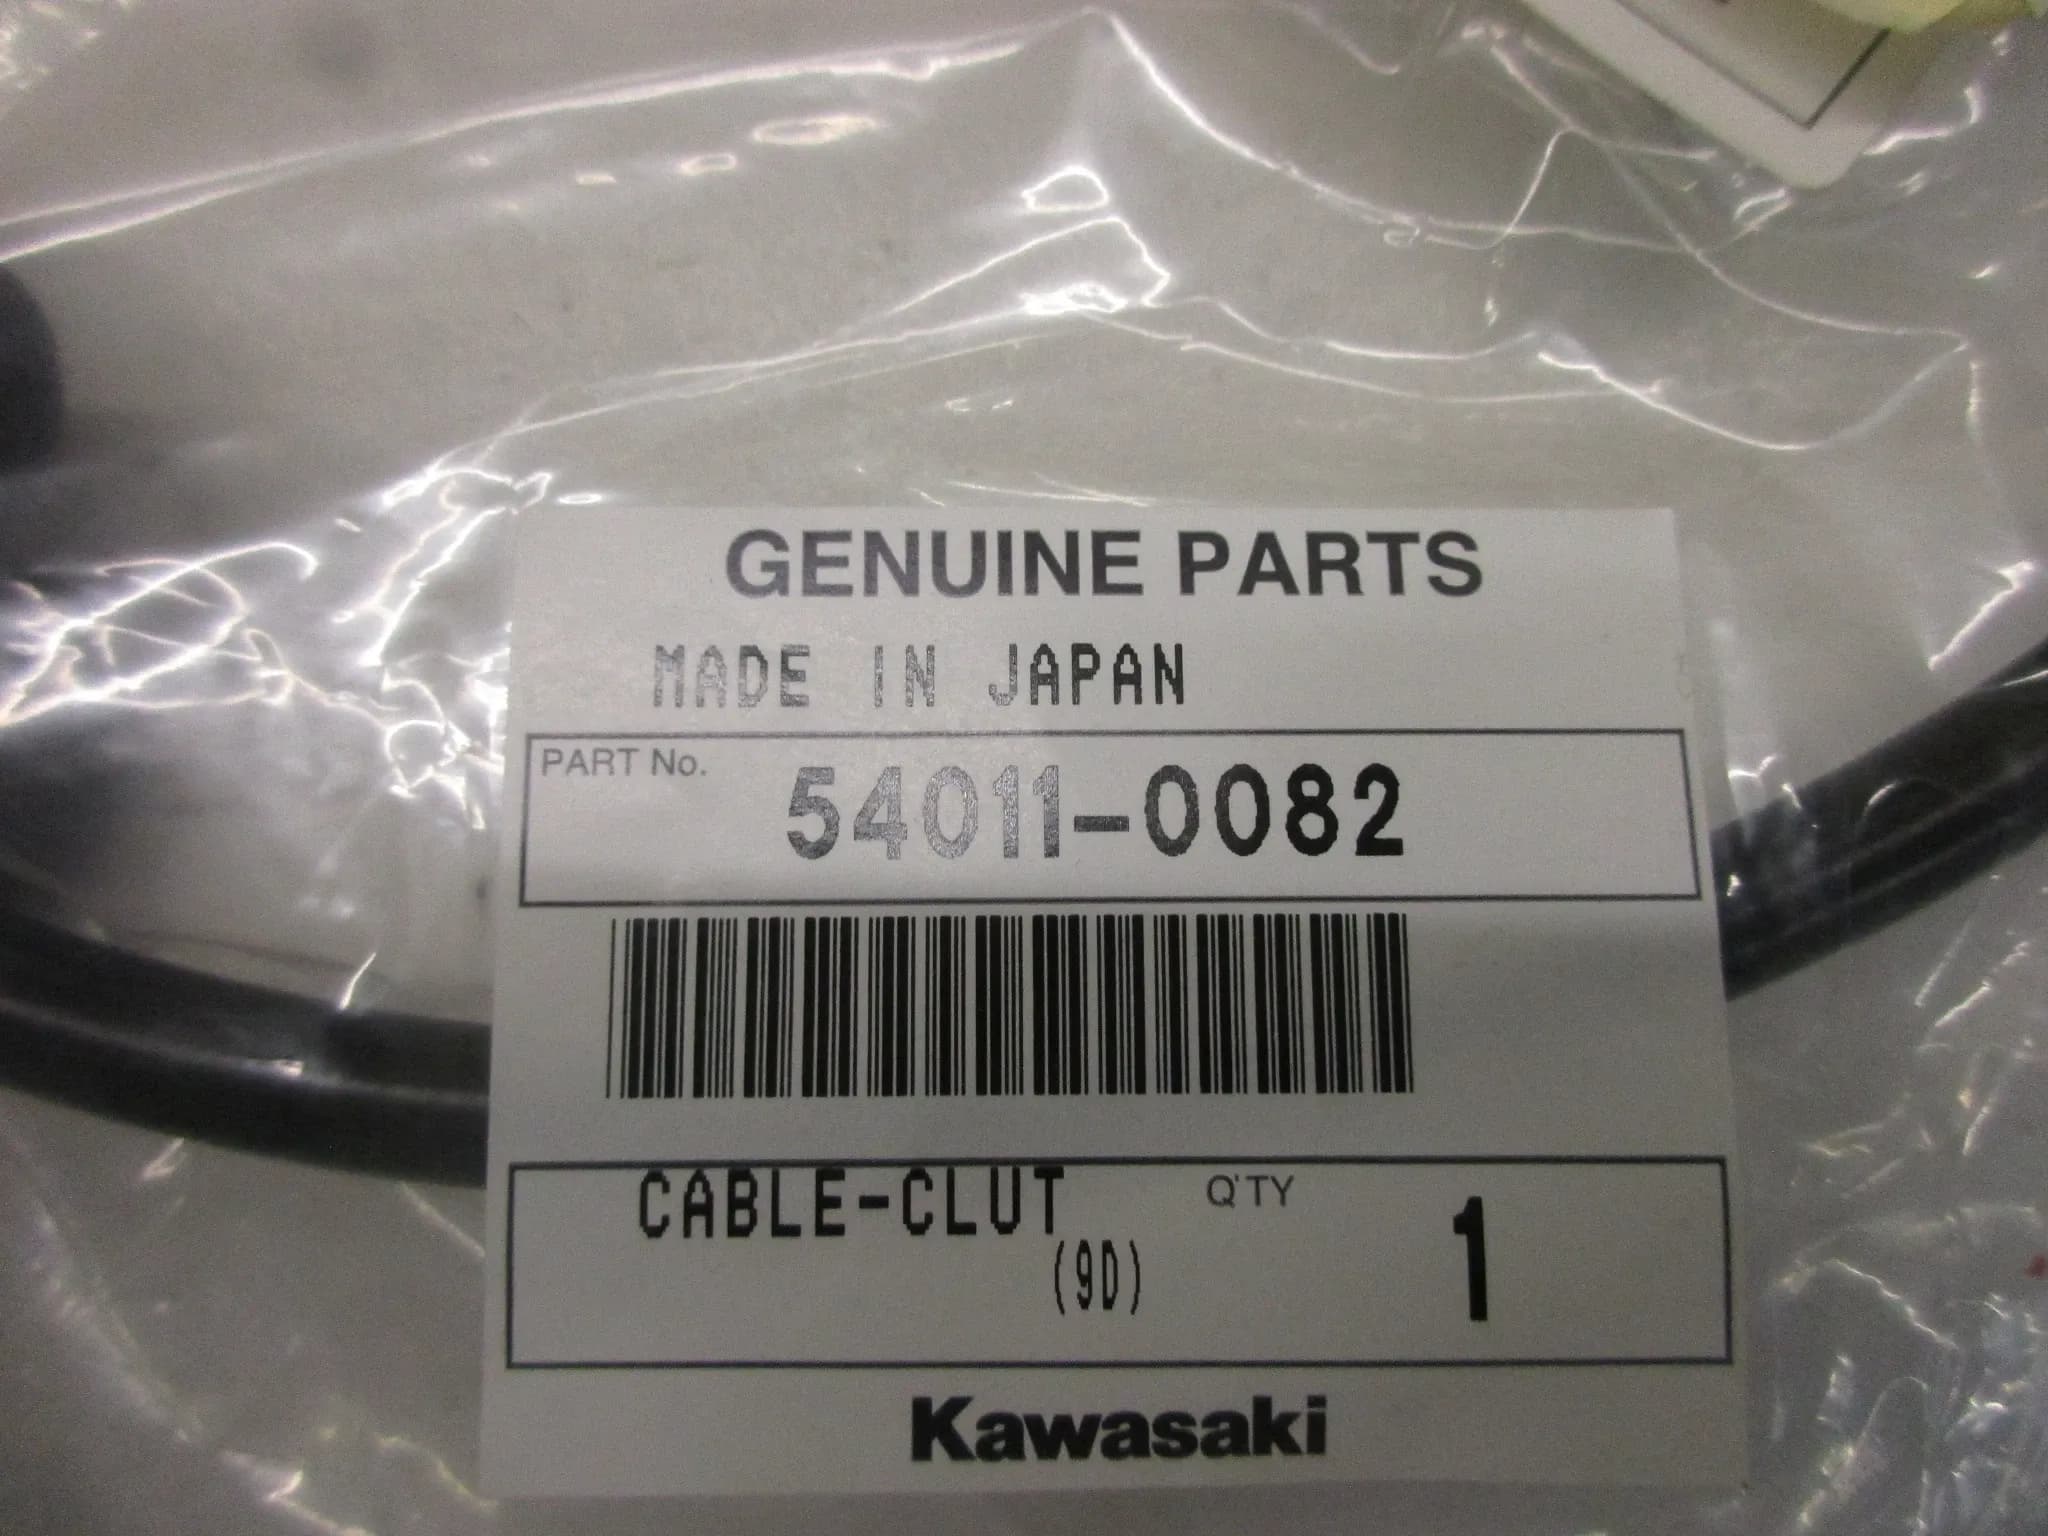 GENUINE PARTS
MADE IN JAPAN
PART No. 54011-0082
CABLE-CLUT Q'TY 1
(9D)
Kawasaki